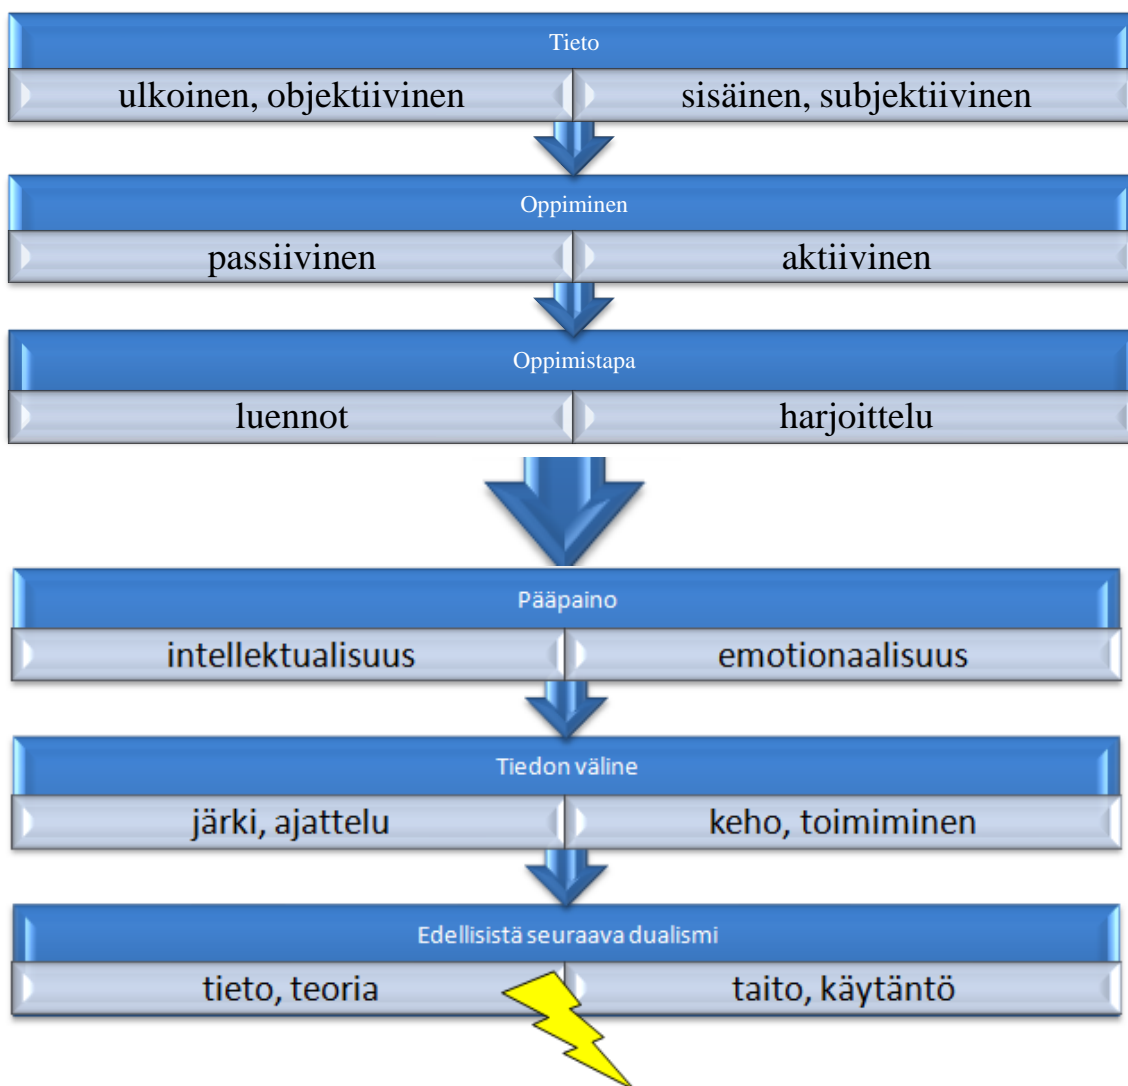 Tieto
ulkoinen, objektiivinen
sisäinen, subjektiivinen
Oppiminen
passiivinen
aktiivinen
Oppimistapa
luennot
harjoittelu
Pääpaino
intellektualisuus
emotionaalisuus
Tiedon väline
järki, ajattelu
keho, toimiminen
Edellisistä seuraava dualismi
tieto, teoria
taito, käytäntö